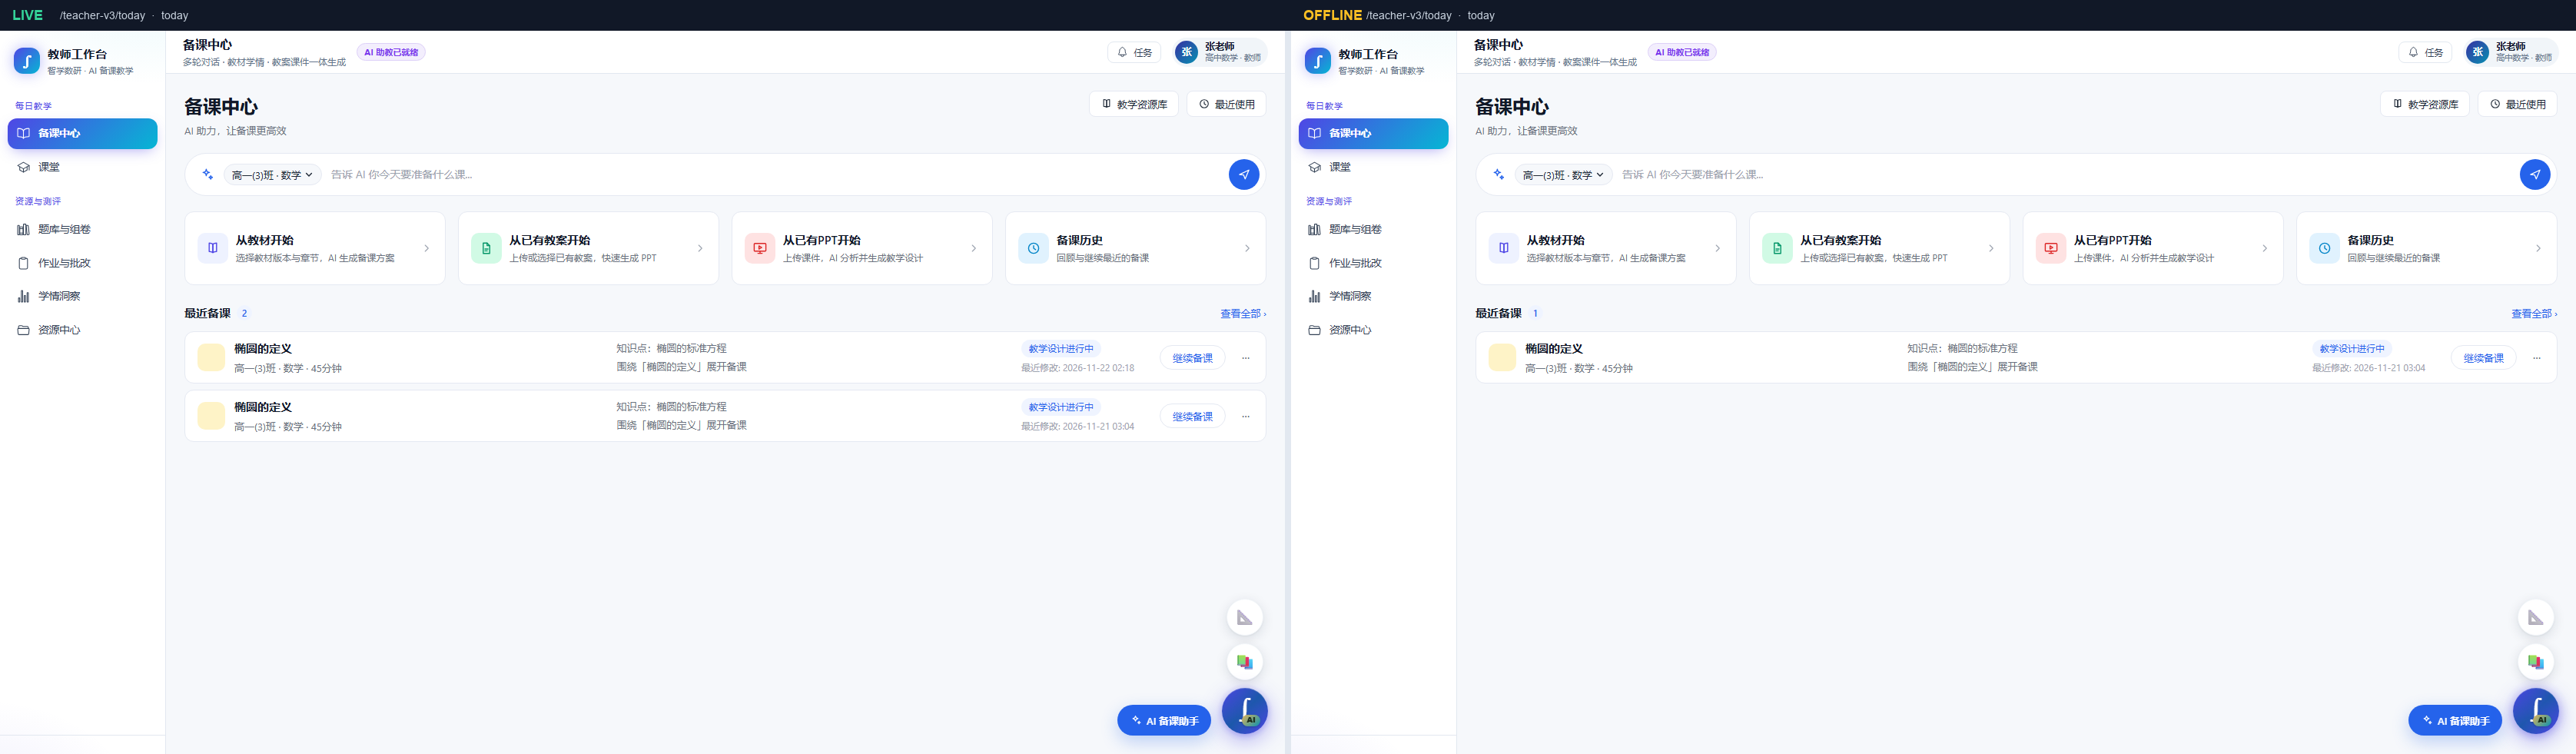 LIVE /teacher-v3/today · today
教师工作台
智学数研 · AI 备课教学
每日教学
备课中心
课堂
资源与测评
题库与组卷
作业与批改
学情洞察
资源中心
备课中心
多轮对话 · 教材学情 · 教案课件一体生成
AI 助教已就绪
任务
张
张老师
高中数学 · 教师
备课中心
AI 助力，让备课更高效
教学资源库
最近使用
高一(3)班 · 数学
告诉 AI 你今天要准备什么课...
从教材开始
选择教材版本与章节，AI 生成备课方案
从已有教案开始
上传或选择已有教案，快速生成 PPT
从已有PPT开始
上传课件，AI 分析并生成教学设计
备课历史
回顾与继续最近的备课
最近备课 2
查看全部 ›
椭圆的定义
高一(3)班 · 数学 · 45分钟
知识点：椭圆的标准方程
围绕「椭圆的定义」展开备课
教学设计进行中
最近修改: 2026-11-22 02:18
继续备课
...
椭圆的定义
高一(3)班 · 数学 · 45分钟
知识点：椭圆的标准方程
围绕「椭圆的定义」展开备课
教学设计进行中
最近修改: 2026-11-21 03:04
继续备课
...
AI 备课助手
∫
AI
OFFLINE /teacher-v3/today · today
教师工作台
智学数研 · AI 备课教学
每日教学
备课中心
课堂
资源与测评
题库与组卷
作业与批改
学情洞察
资源中心
备课中心
多轮对话 · 教材学情 · 教案课件一体生成
AI 助教已就绪
任务
张
张老师
高中数学 · 教师
备课中心
AI 助力，让备课更高效
教学资源库
最近使用
高一(3)班 · 数学
告诉 AI 你今天要准备什么课...
从教材开始
选择教材版本与章节，AI 生成备课方案
从已有教案开始
上传或选择已有教案，快速生成 PPT
从已有PPT开始
上传课件，AI 分析并生成教学设计
备课历史
回顾与继续最近的备课
最近备课 1
查看全部 ›
椭圆的定义
高一(3)班 · 数学 · 45分钟
知识点：椭圆的标准方程
围绕「椭圆的定义」展开备课
教学设计进行中
最近修改: 2026-11-21 03:04
继续备课
...
AI 备课助手
∫
AI